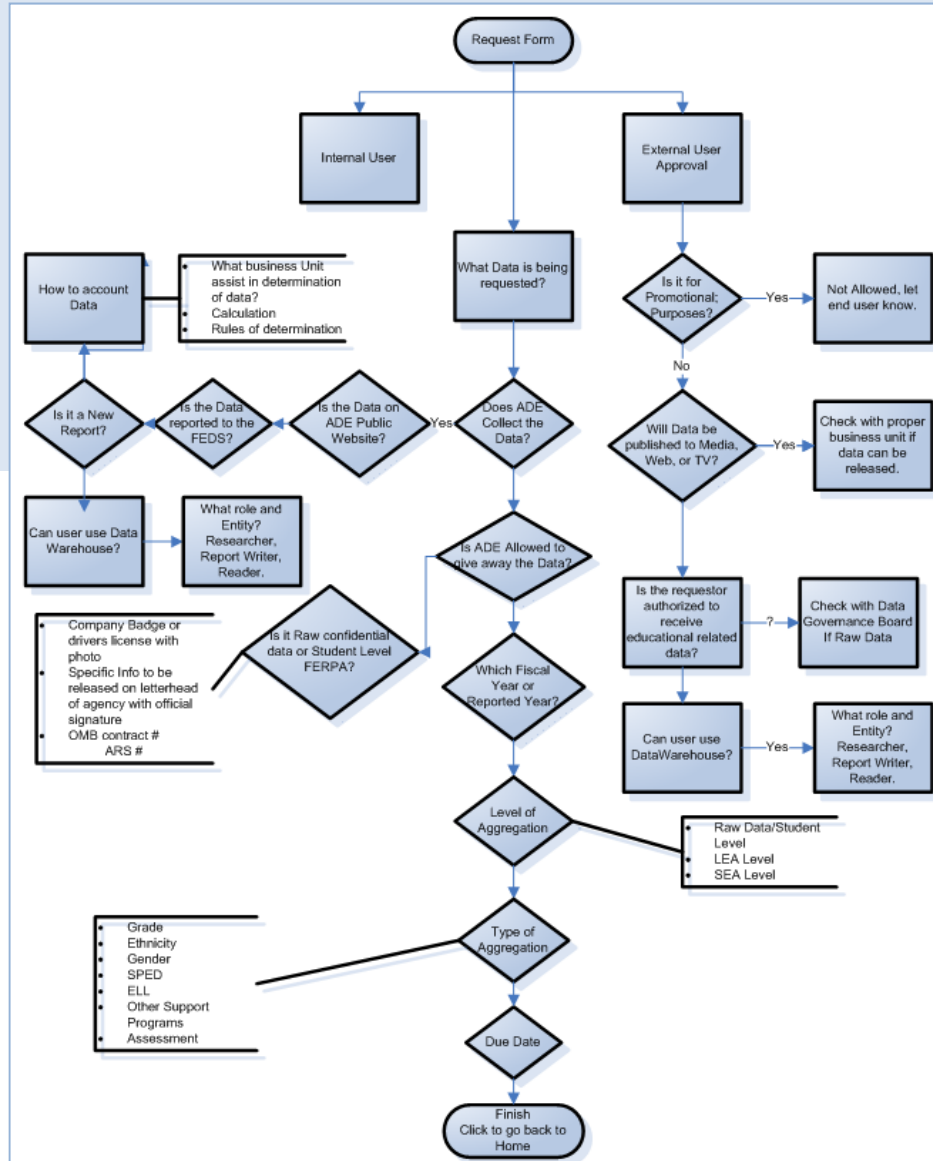 Request Form
Internal User
External User
Approval
What Data is being
requested?
How to account
Data
What business Unit
assist in determination
of data?
Calculation
Rules of determination
Is it for
Promotional;
Purposes?
Yes
Not Allowed, let
end user know.
No
Is it a New
Report?
Is the Data
reported to the
FEDS?
Is the Data on
ADE Public
Website?
Yes
Does ADE
Collect the
Data?
Will Data be
published to Media,
Web, or TV?
Yes
Check with proper
business unit if
data can be
released.
Can user use Data
Warehouse?
What role and
Entity?
Researcher,
Report Writer,
Reader.
Is ADE Allowed to
give away the Data?
Is the requestor
authorized to
receive
educational related
data?
?
Check with Data
Governance Board
If Raw Data
Company Badge or
drivers license with
photo
Specific Info to be
released on letterhead
of agency with official
signature
OMB contract #
ARS #
Is it Raw confidential
data or Student Level
FERPA?
Which Fiscal
Year or
Reported Year?
Can user use
DataWarehouse?
Yes
What role and
Entity?
Researcher,
Report Writer,
Reader.
Level of
Aggregation
Raw Data/Student
Level
LEA Level
SEA Level
Grade
Ethnicity
Gender
SPED
ELL
Other Support
Programs
Assessment
Type of
Aggregation
Due Date
Finish
Click to go back to
Home